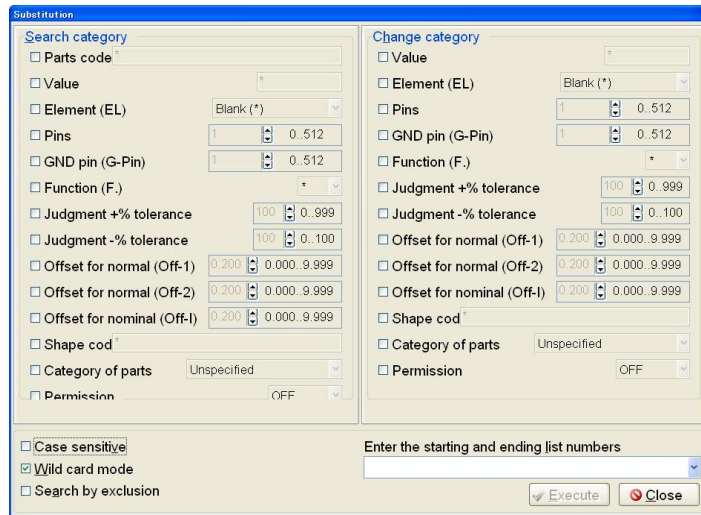 Substitution
Search category
Parts code *
Value *
Element (EL) Blank (*)
Pins 1 0..512
GND pin (G-Pin) 1 0..512
Function (F.) *
Judgment +% tolerance 100 0..999
Judgment -% tolerance 100 0..100
Offset for normal (Off-1) 0.200 0.000..9.999
Offset for normal (Off-2) 0.200 0.000..9.999
Offset for nominal (Off-I) 0.200 0.000..9.999
Shape cod *
Category of parts Unspecified
Permission OFF
Change category
Value *
Element (EL) Blank (*)
Pins 1 0..512
GND pin (G-Pin) 1 0..512
Function (F.) *
Judgment +% tolerance 100 0..999
Judgment -% tolerance 100 0..100
Offset for normal (Off-1) 0.200 0.000..9.999
Offset for normal (Off-2) 0.200 0.000..9.999
Offset for nominal (Off-I) 0.200 0.000..9.999
Shape cod *
Category of parts Unspecified
Permission OFF
Case sensitive
Wild card mode
Search by exclusion
Enter the starting and ending list numbers
Execute Close